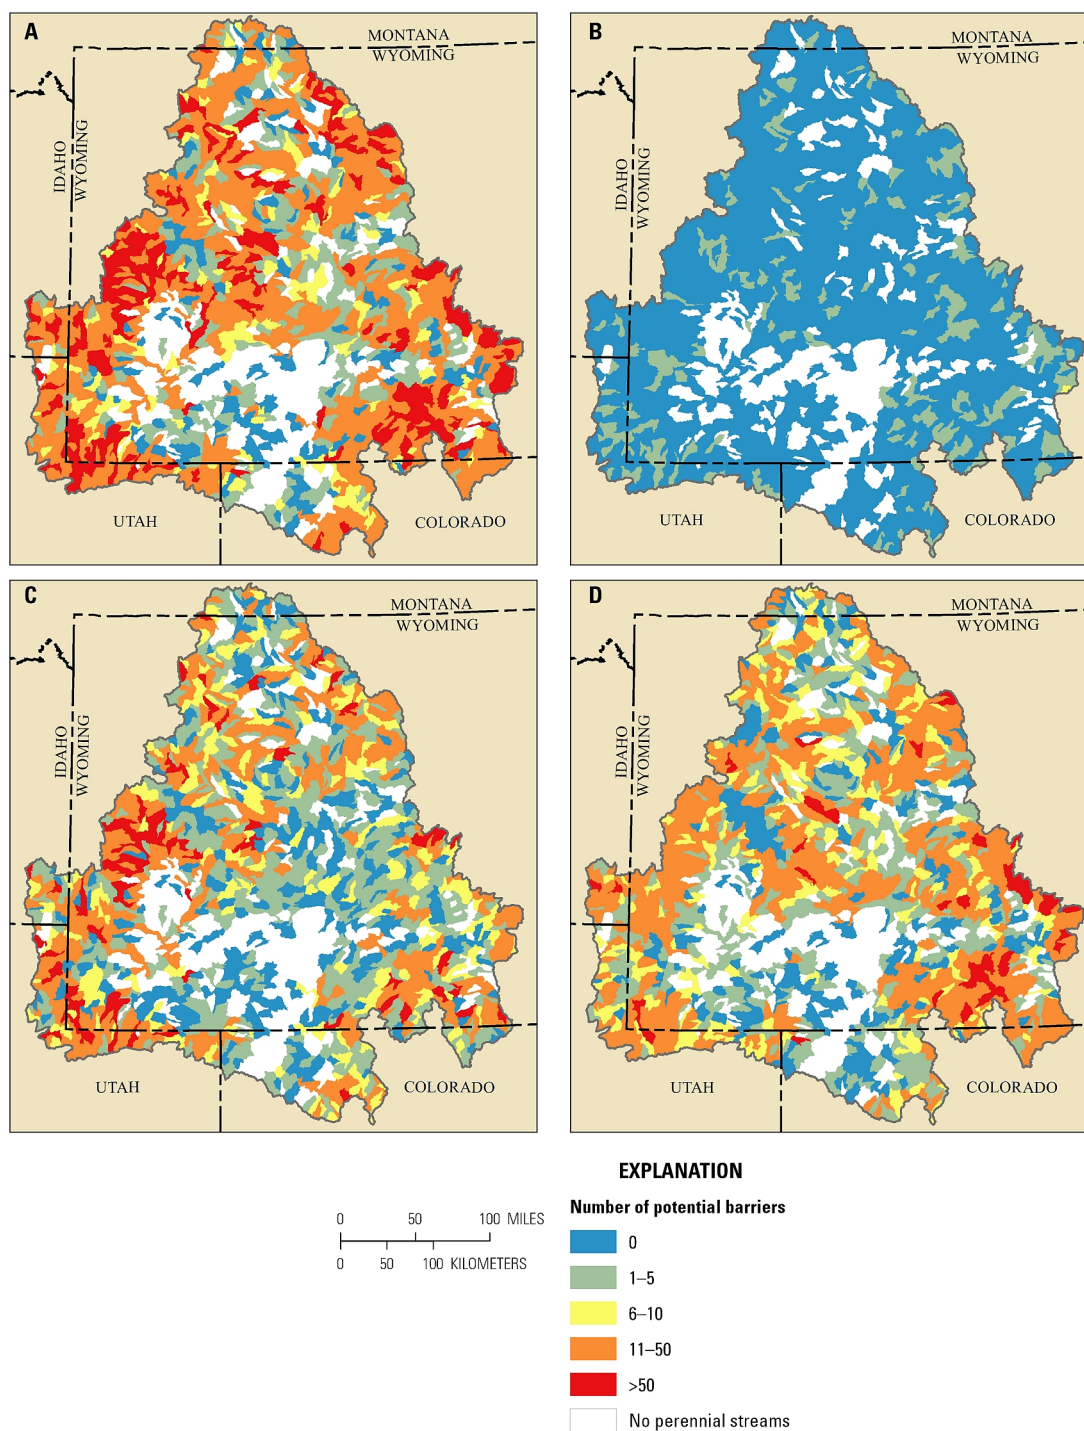 A
MONTANA
WYOMING
IDAHO
WYOMING
UTAH
COLORADO
B
MONTANA
WYOMING
IDAHO
WYOMING
UTAH
COLORADO
C
MONTANA
WYOMING
IDAHO
WYOMING
UTAH
COLORADO
D
MONTANA
WYOMING
IDAHO
WYOMING
UTAH
COLORADO
0 50 100 MILES
0 50 100 KILOMETERS
EXPLANATION
Number of potential barriers
0
1–5
6–10
11–50
>50
No perennial streams